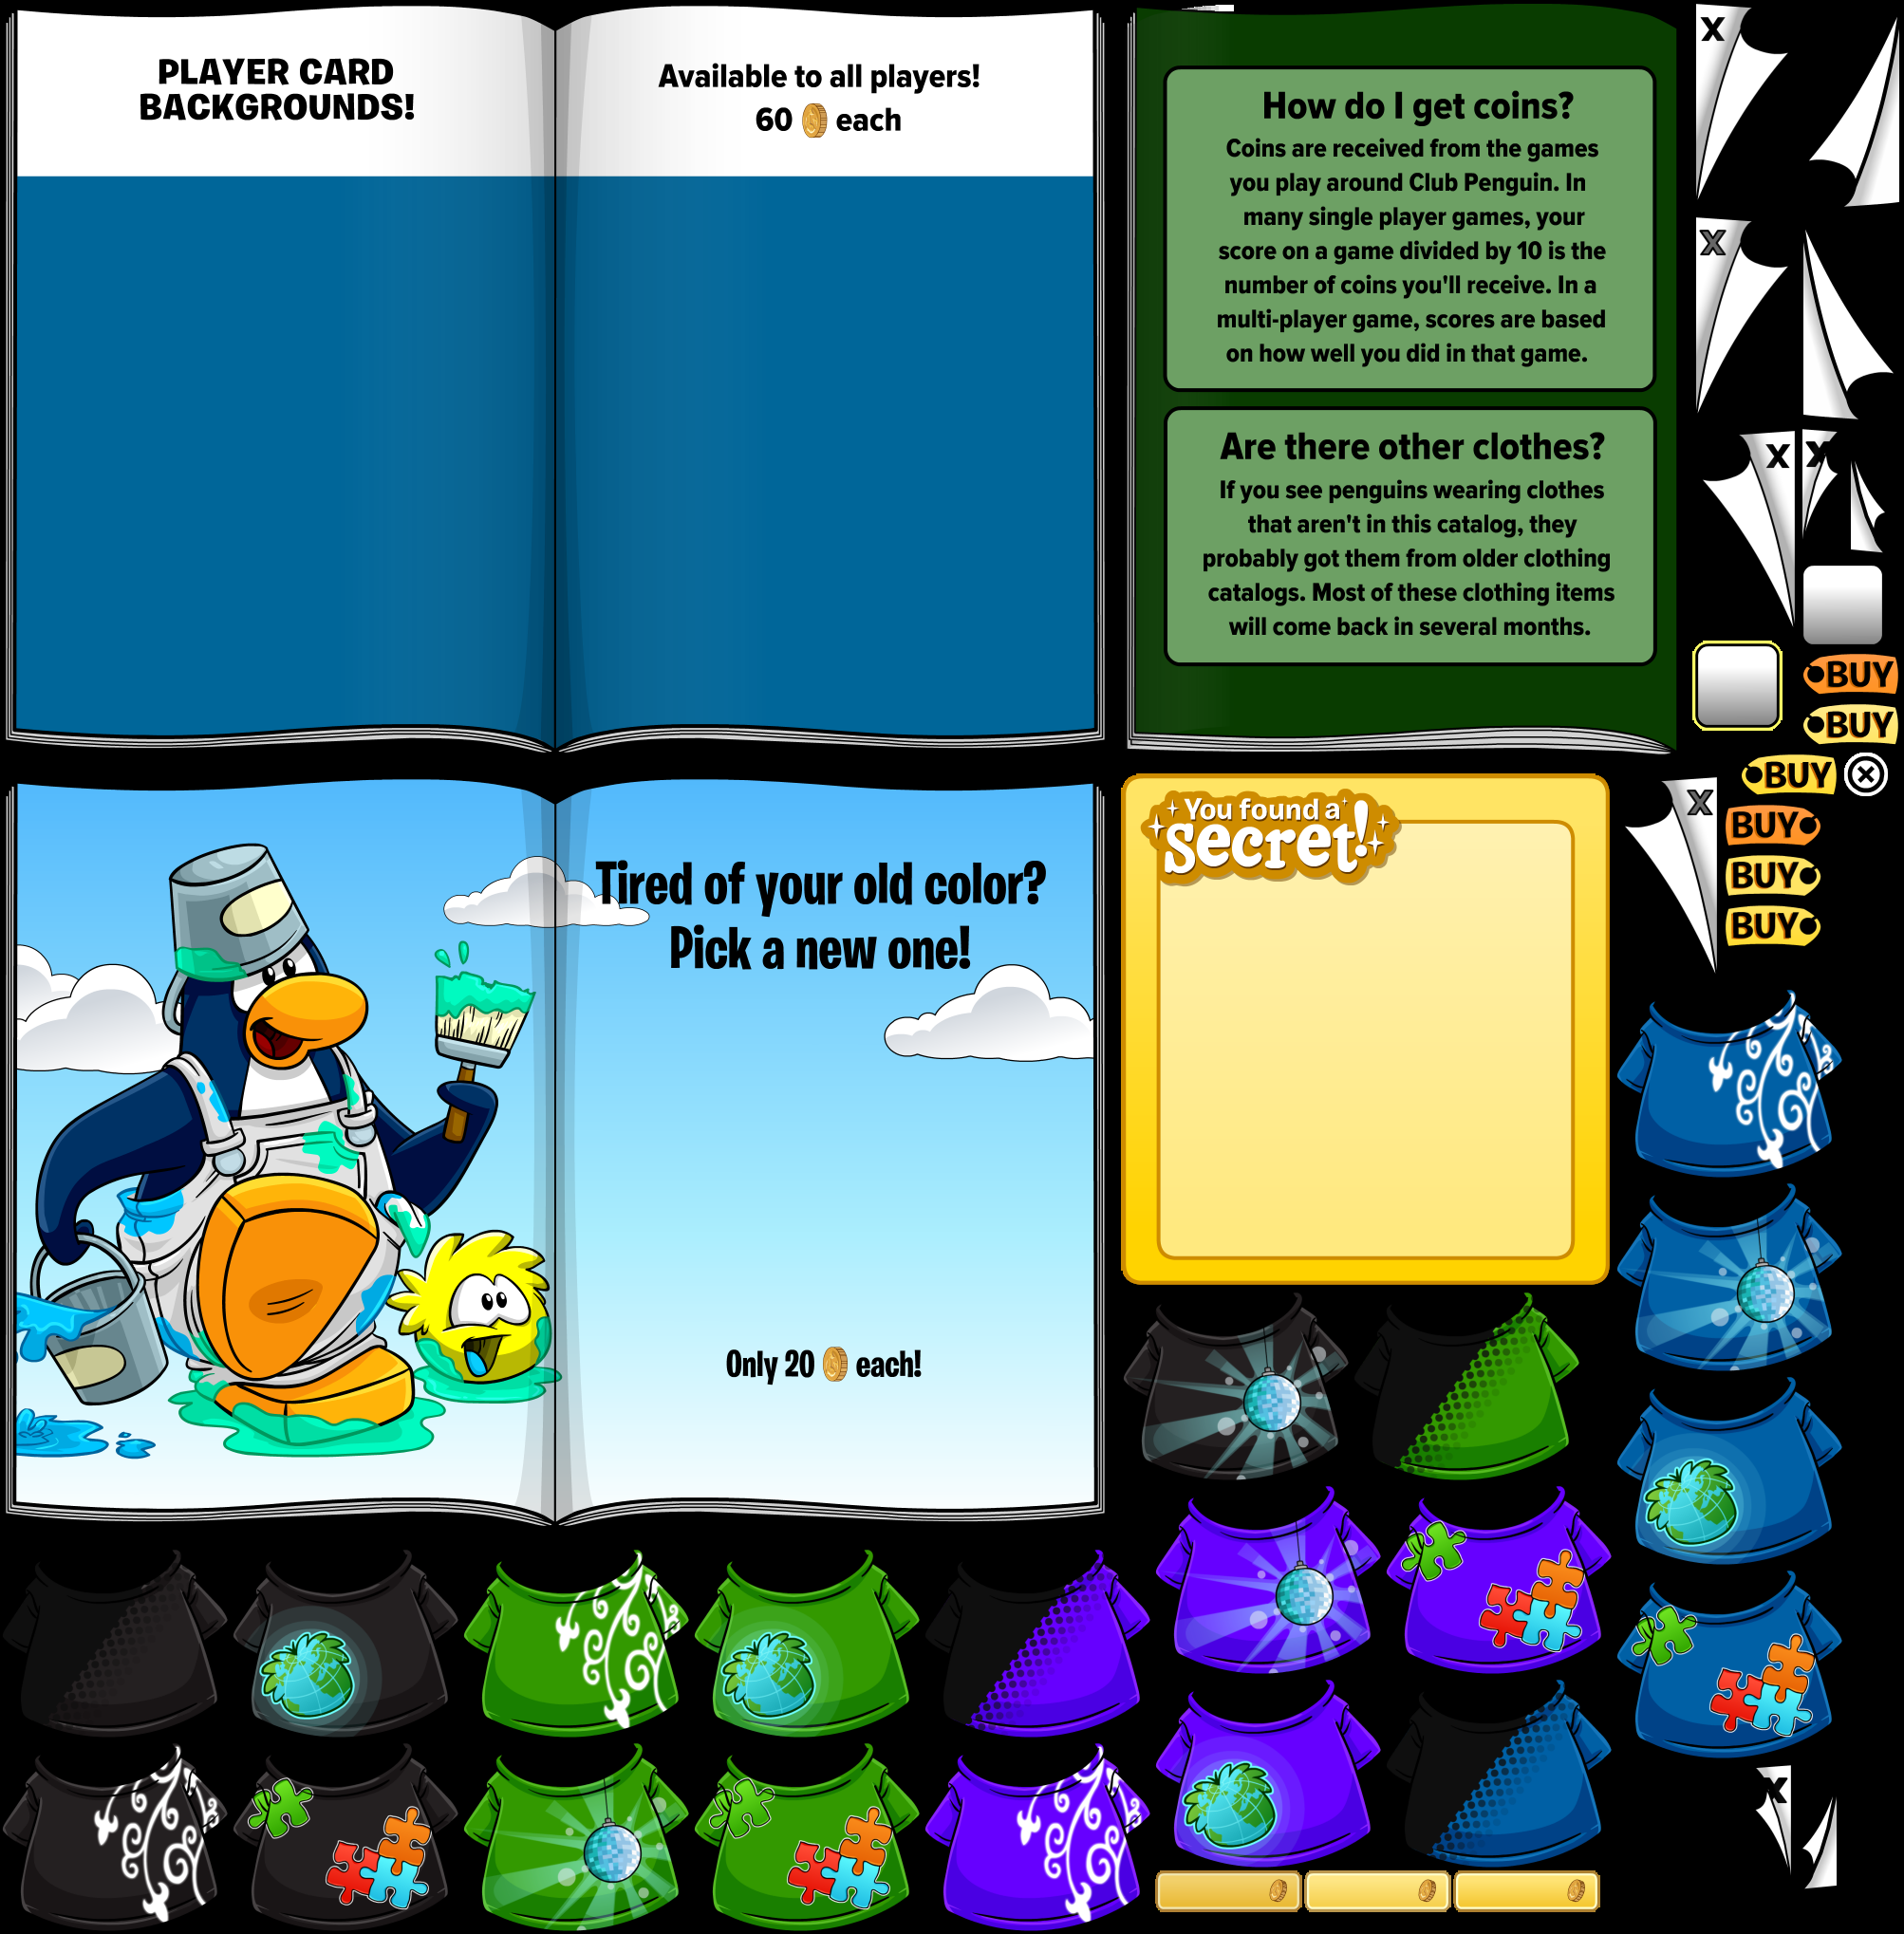 PLAYER CARD
BACKGROUNDS!
Available to all players!
60 each
How do I get coins?
Coins are received from the games
you play around Club Penguin. In
many single player games, your
score on a game divided by 10 is the
number of coins you'll receive. In a
multi-player game, scores are based
on how well you did in that game.
Are there other clothes?
If you see penguins wearing clothes
that aren't in this catalog, they
probably got them from older clothing
catalogs. Most of these clothing items
will come back in several months.
X
X
X
X
BUY
BUY
BUY
X
BUY
BUY
BUY
Tired of your old color?
Pick a new one!
Only 20 each!
You found a
secret!
X